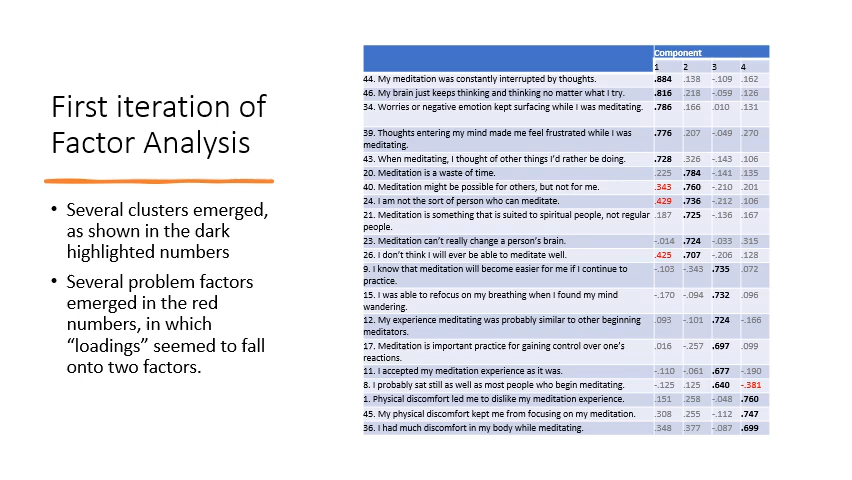 First iteration of
Factor Analysis
• Several clusters emerged,
as shown in the dark
highlighted numbers
• Several problem factors
emerged in the red
numbers, in which
“loadings” seemed to fall
onto two factors.
Component
1 2 3 4
44. My meditation was constantly interrupted by thoughts. .884 .138 -.109 .162
46. My brain just keeps thinking and thinking no matter what I try. .816 .218 -.059 .126
34. Worries or negative emotion kept surfacing while I was meditating. .786 .166 .010 .131
39. Thoughts entering my mind made me feel frustrated while I was .776 .207 -.049 .270
meditating.
43. When meditating, I thought of other things I’d rather be doing. .728 .326 -.143 .106
20. Meditation is a waste of time. .225 .784 -.141 .135
40. Meditation might be possible for others, but not for me. .343 .760 -.210 .201
24. I am not the sort of person who can meditate. .429 .736 -.212 .106
21. Meditation is something that is suited to spiritual people, not regular .187 .725 -.136 .167
people.
23. Meditation can’t really change a person’s brain. -.014 .724 -.033 .315
26. I don’t think I will ever be able to meditate well. .425 .707 -.206 .128
9. I know that meditation will become easier for me if I continue to -.103 -.343 .735 .072
practice.
15. I was able to refocus on my breathing when I found my mind -.170 -.094 .732 .096
wandering.
12. My experience meditating was probably similar to other beginning .093 -.101 .724 -.166
meditators.
17. Meditation is important practice for gaining control over one’s .016 -.257 .697 .099
reactions.
11. I accepted my meditation experience as it was. -.110 -.061 .677 -.190
8. I probably sat still as well as most people who begin meditating. -.125 .125 .640 -.381
1. Physical discomfort led me to dislike my meditation experience. .151 .258 -.048 .760
45. My physical discomfort kept me from focusing on my meditation. .308 .255 -.112 .747
36. I had much discomfort in my body while meditating. .348 .377 -.087 .699